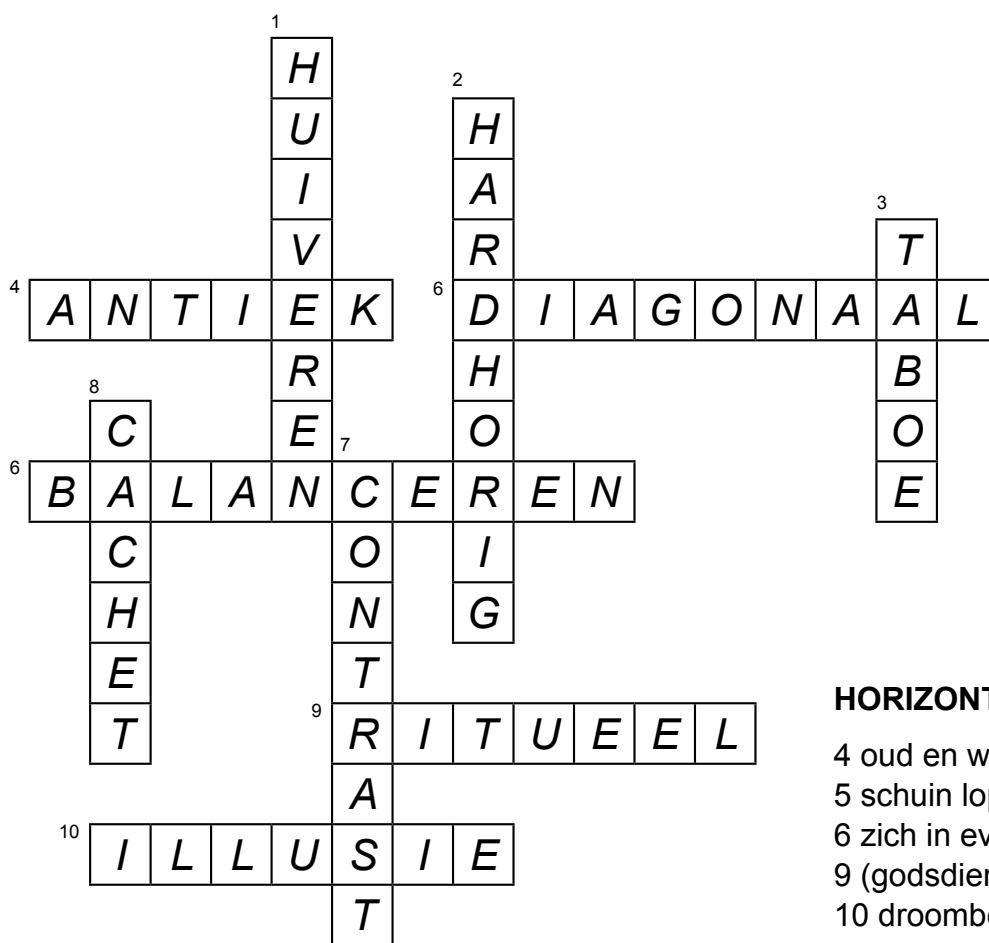 1
H
U 2 H
I A
V R 3 T
4 A N T I E K 6 D I A G O N A A L
R H B
8 C E 7 O O
6 B A L A N C E R E N E
C O I
H N G
E T
T 9 R I T U E E L
A
10 I L L U S I E
T
HORIZONT
4 oud en w
5 schuin lo
6 zich in ev
9 (godsdien
10 droombe